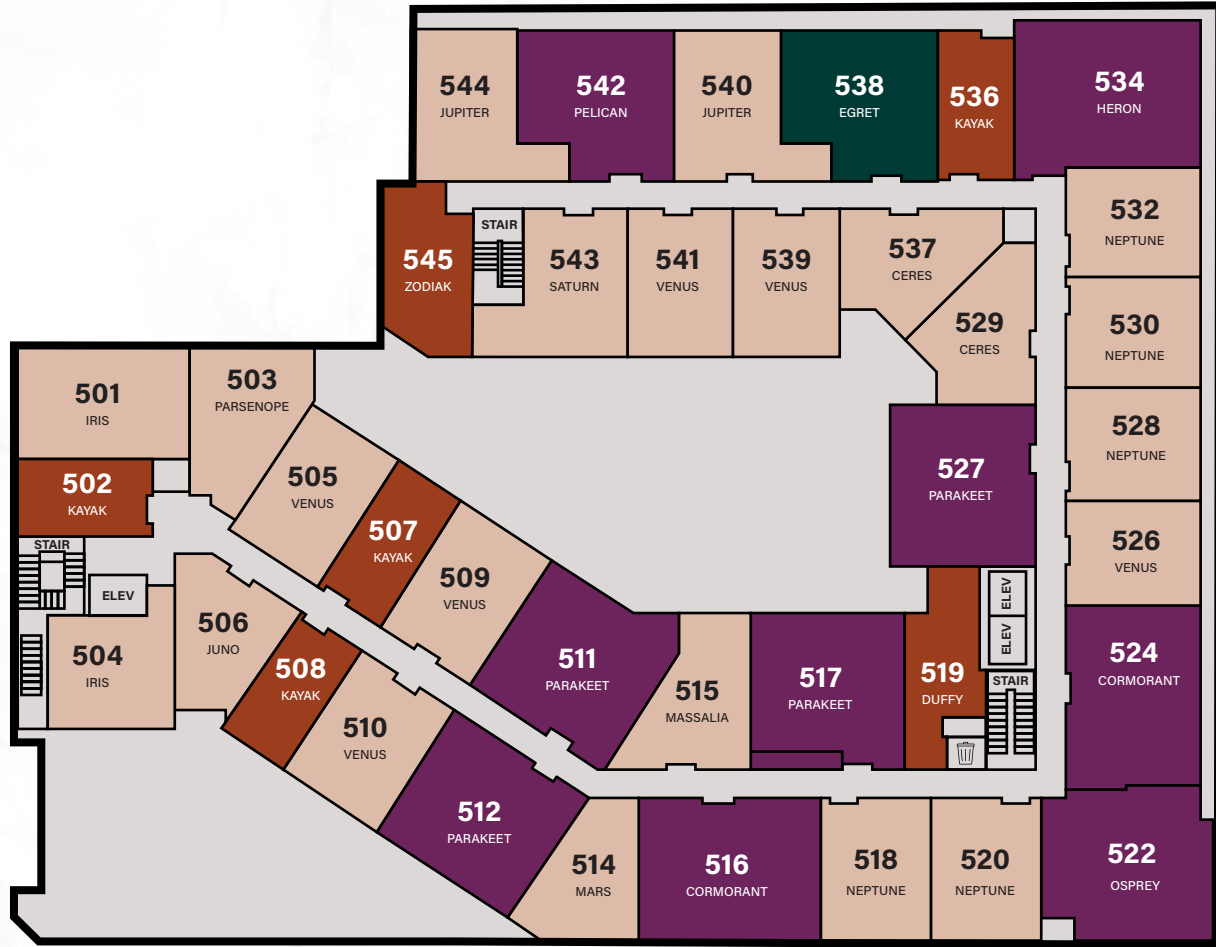 544
JUPITER
542
PELICAN
540
JUPITER
538
EGRET
536
KAYAK
534
HERON
545
ZODIAK
STAIR
543
SATURN
541
VENUS
539
VENUS
537
CERES
532
NEPTUNE
529
CERES
530
NEPTUNE
501
IRIS
503
PARSENOPE
528
NEPTUNE
502
KAYAK
505
VENUS
507
KAYAK
527
PARAKEET
526
VENUS
STAIR
ELEV
509
VENUS
ELEV
ELEV
504
IRIS
506
JUNO
508
KAYAK
511
PARAKEET
515
MASSALIA
517
PARAKEET
519
DUFFY
STAIR
524
CORMORANT
510
VENUS
512
PARAKEET
514
MARS
516
CORMORANT
518
NEPTUNE
520
NEPTUNE
522
OSPREY